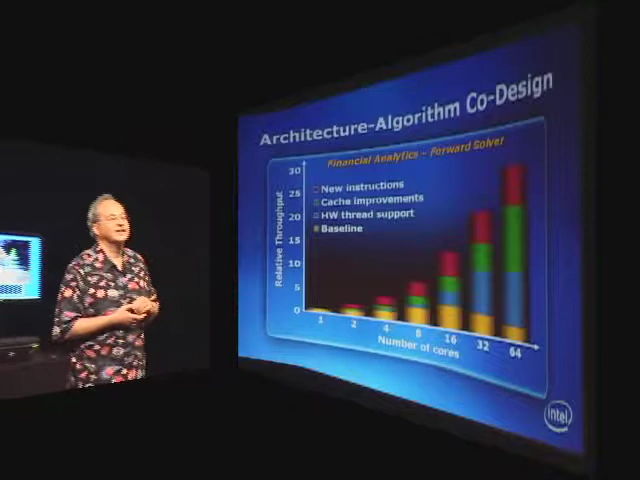 Architecture-Algorithm Co-Design
Financial Analytics – Forward Solver
Relative Throughput
30
25
20
15
10
5
0
New instructions
Cache improvements
HW thread support
Baseline
1 2 4 8 16 32 64
Number of cores
intel